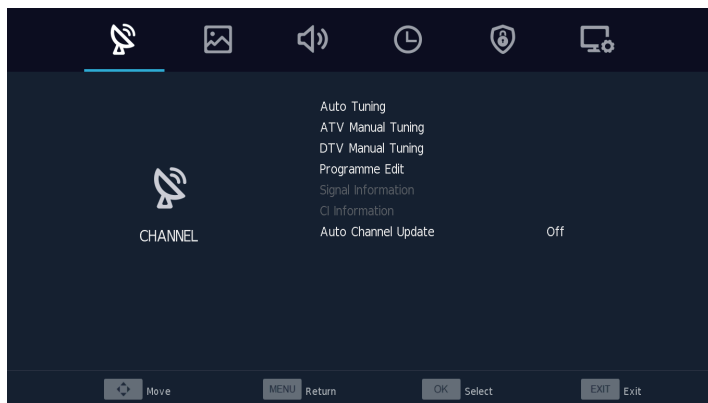 Auto Tuning
ATV Manual Tuning
DTV Manual Tuning
Programme Edit
Signal Information
CI Information
Auto Channel Update Off
CHANNEL
Move MENU Return OK Select EXIT Exit